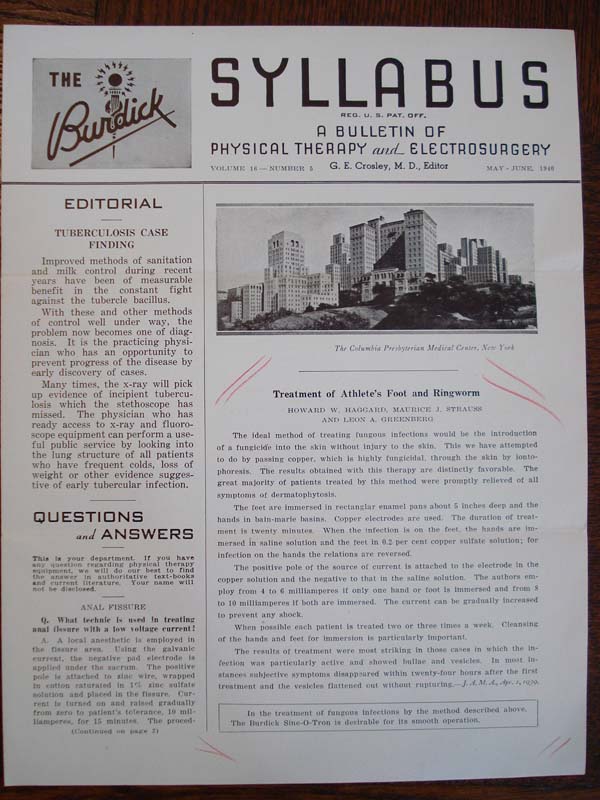 THE
Burdick
SYLLABUS
REG. U. S. PAT. OFF.
A BULLETIN OF
PHYSICAL THERAPY and ELECTROSURGERY
VOLUME 16 — NUMBER 5 G. E. Crosley, M. D., Editor MAY - JUNE, 1940
EDITORIAL
TUBERCULOSIS CASE
FINDING
Improved methods of sanitation
and milk control during recent
years have been of measurable
benefit in the constant fight
against the tubercle bacillus.
With these and other methods
of control well under way, the
problem now becomes one of diag-
nosis. It is the practicing physi-
cian who has an opportunity to
prevent progress of the disease by
early discovery of cases.
Many times, the x-ray will pick
up evidence of incipient tubercu-
losis which the stethoscope has
missed. The physician who has
ready access to x-ray and fluoro-
scope equipment can perform a use-
ful public service by looking into
the lung structure of all patients
who have frequent colds, loss of
weight or other evidence sugges-
tive of early tubercular infection.
QUESTIONS
and ANSWERS
This is your department. If you have
any question regarding physical therapy
equipment, we will do our best to find
the answer in authoritative text-books
and current literature. Your name will
not be disclosed.
ANAL FISSURE
Q. What technic is used in treating
anal fissure with a low voltage current?
A. A local anesthetic is employed in
the fissure area. Using the galvanic
current, the negative pad electrode is
applied under the sacrum. The positive
pole is attached to zinc wire, wrapped
in cotton saturated in 1% zinc sulfate
solution and placed in the fissure. Cur-
rent is turned on and raised gradually
from zero to patient's tolerance, 10 mil-
liamperes, for 15 minutes. The proced-
(Continued on page 2)
The Columbia Presbyterian Medical Center, New York
Treatment of Athlete's Foot and Ringworm
HOWARD W. HAGGARD, MAURICE J. STRAUSS
AND LEON A. GREENBERG
The ideal method of treating fungous infections would be the introduction
of a fungicide into the skin without injury to the skin. This we have attempted
to do by passing copper, which is highly fungicidal, through the skin by ionto-
phoresis. The results obtained with this therapy are distinctly favorable. The
great majority of patients treated by this method were promptly relieved of all
symptoms of dermatophytosis.
The feet are immersed in rectangular enamel pans about 5 inches deep and the
hands in bain-marie basins. Copper electrodes are used. The duration of treat-
ment is twenty minutes. When the infection is on the feet, the hands are im-
mersed in saline solution and the feet in 0.2 per cent copper sulfate solution; for
infection on the hands the relations are reversed.
The positive pole of the source of current is attached to the electrode in the
copper solution and the negative to that in the saline solution. The authors em-
ploy from 4 to 6 milliamperes if only one hand or foot is immersed and from 8
to 10 milliamperes if both are immersed. The current can be gradually increased
to prevent any shock.
When possible each patient is treated two or three times a week. Cleansing
of the hands and feet for immersion is particularly important.
The results of treatment were most striking in those cases in which the in-
fection was particularly active and showed bullae and vesicles. In most in-
stances subjective symptoms disappeared within twenty-four hours after the first
treatment and the vesicles flattened out without rupturing.—J. A. M. A., Apr. 1, 1939.
In the treatment of fungous infections by the method described above,
The Burdick Sine-O-Tron is desirable for its smooth operation.